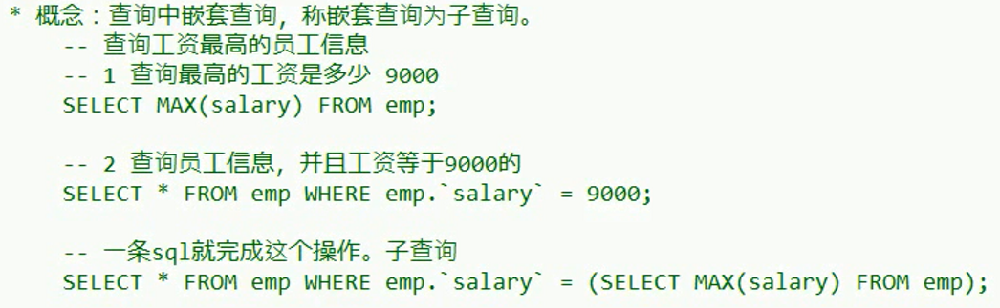 * 概念：查询中嵌套查询，称嵌套查询为子查询。
-- 查询工资最高的员工信息
-- 1 查询最高的工资是多少 9000
SELECT MAX(salary) FROM emp;
-- 2 查询员工信息，并且工资等于9000的
SELECT * FROM emp WHERE emp.`salary` = 9000;
-- 一条sql就完成这个操作。子查询
SELECT * FROM emp WHERE emp.`salary` = (SELECT MAX(salary) FROM emp);